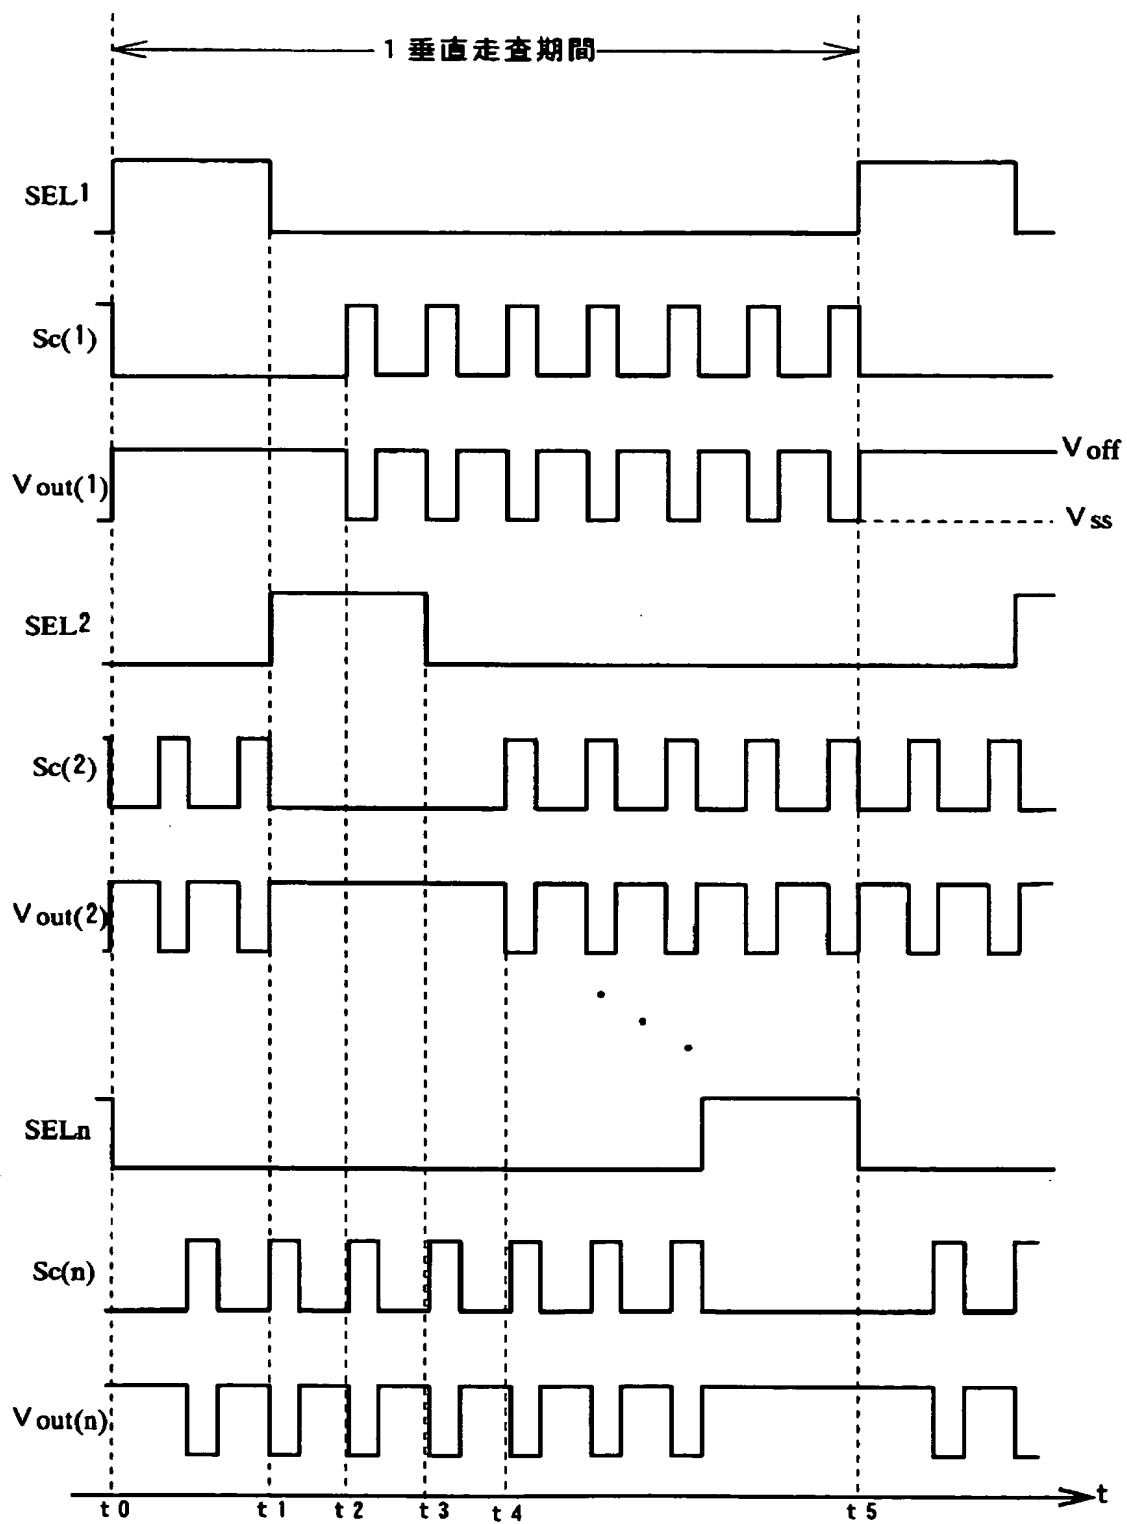 1垂直走査期間
SEL1
Sc(1)
Vout(1)
Voff
Vss
SEL2
Sc(2)
Vout(2)
SELn
Sc(n)
Vout(n)
t0 t1 t2 t3 t4 t5 t